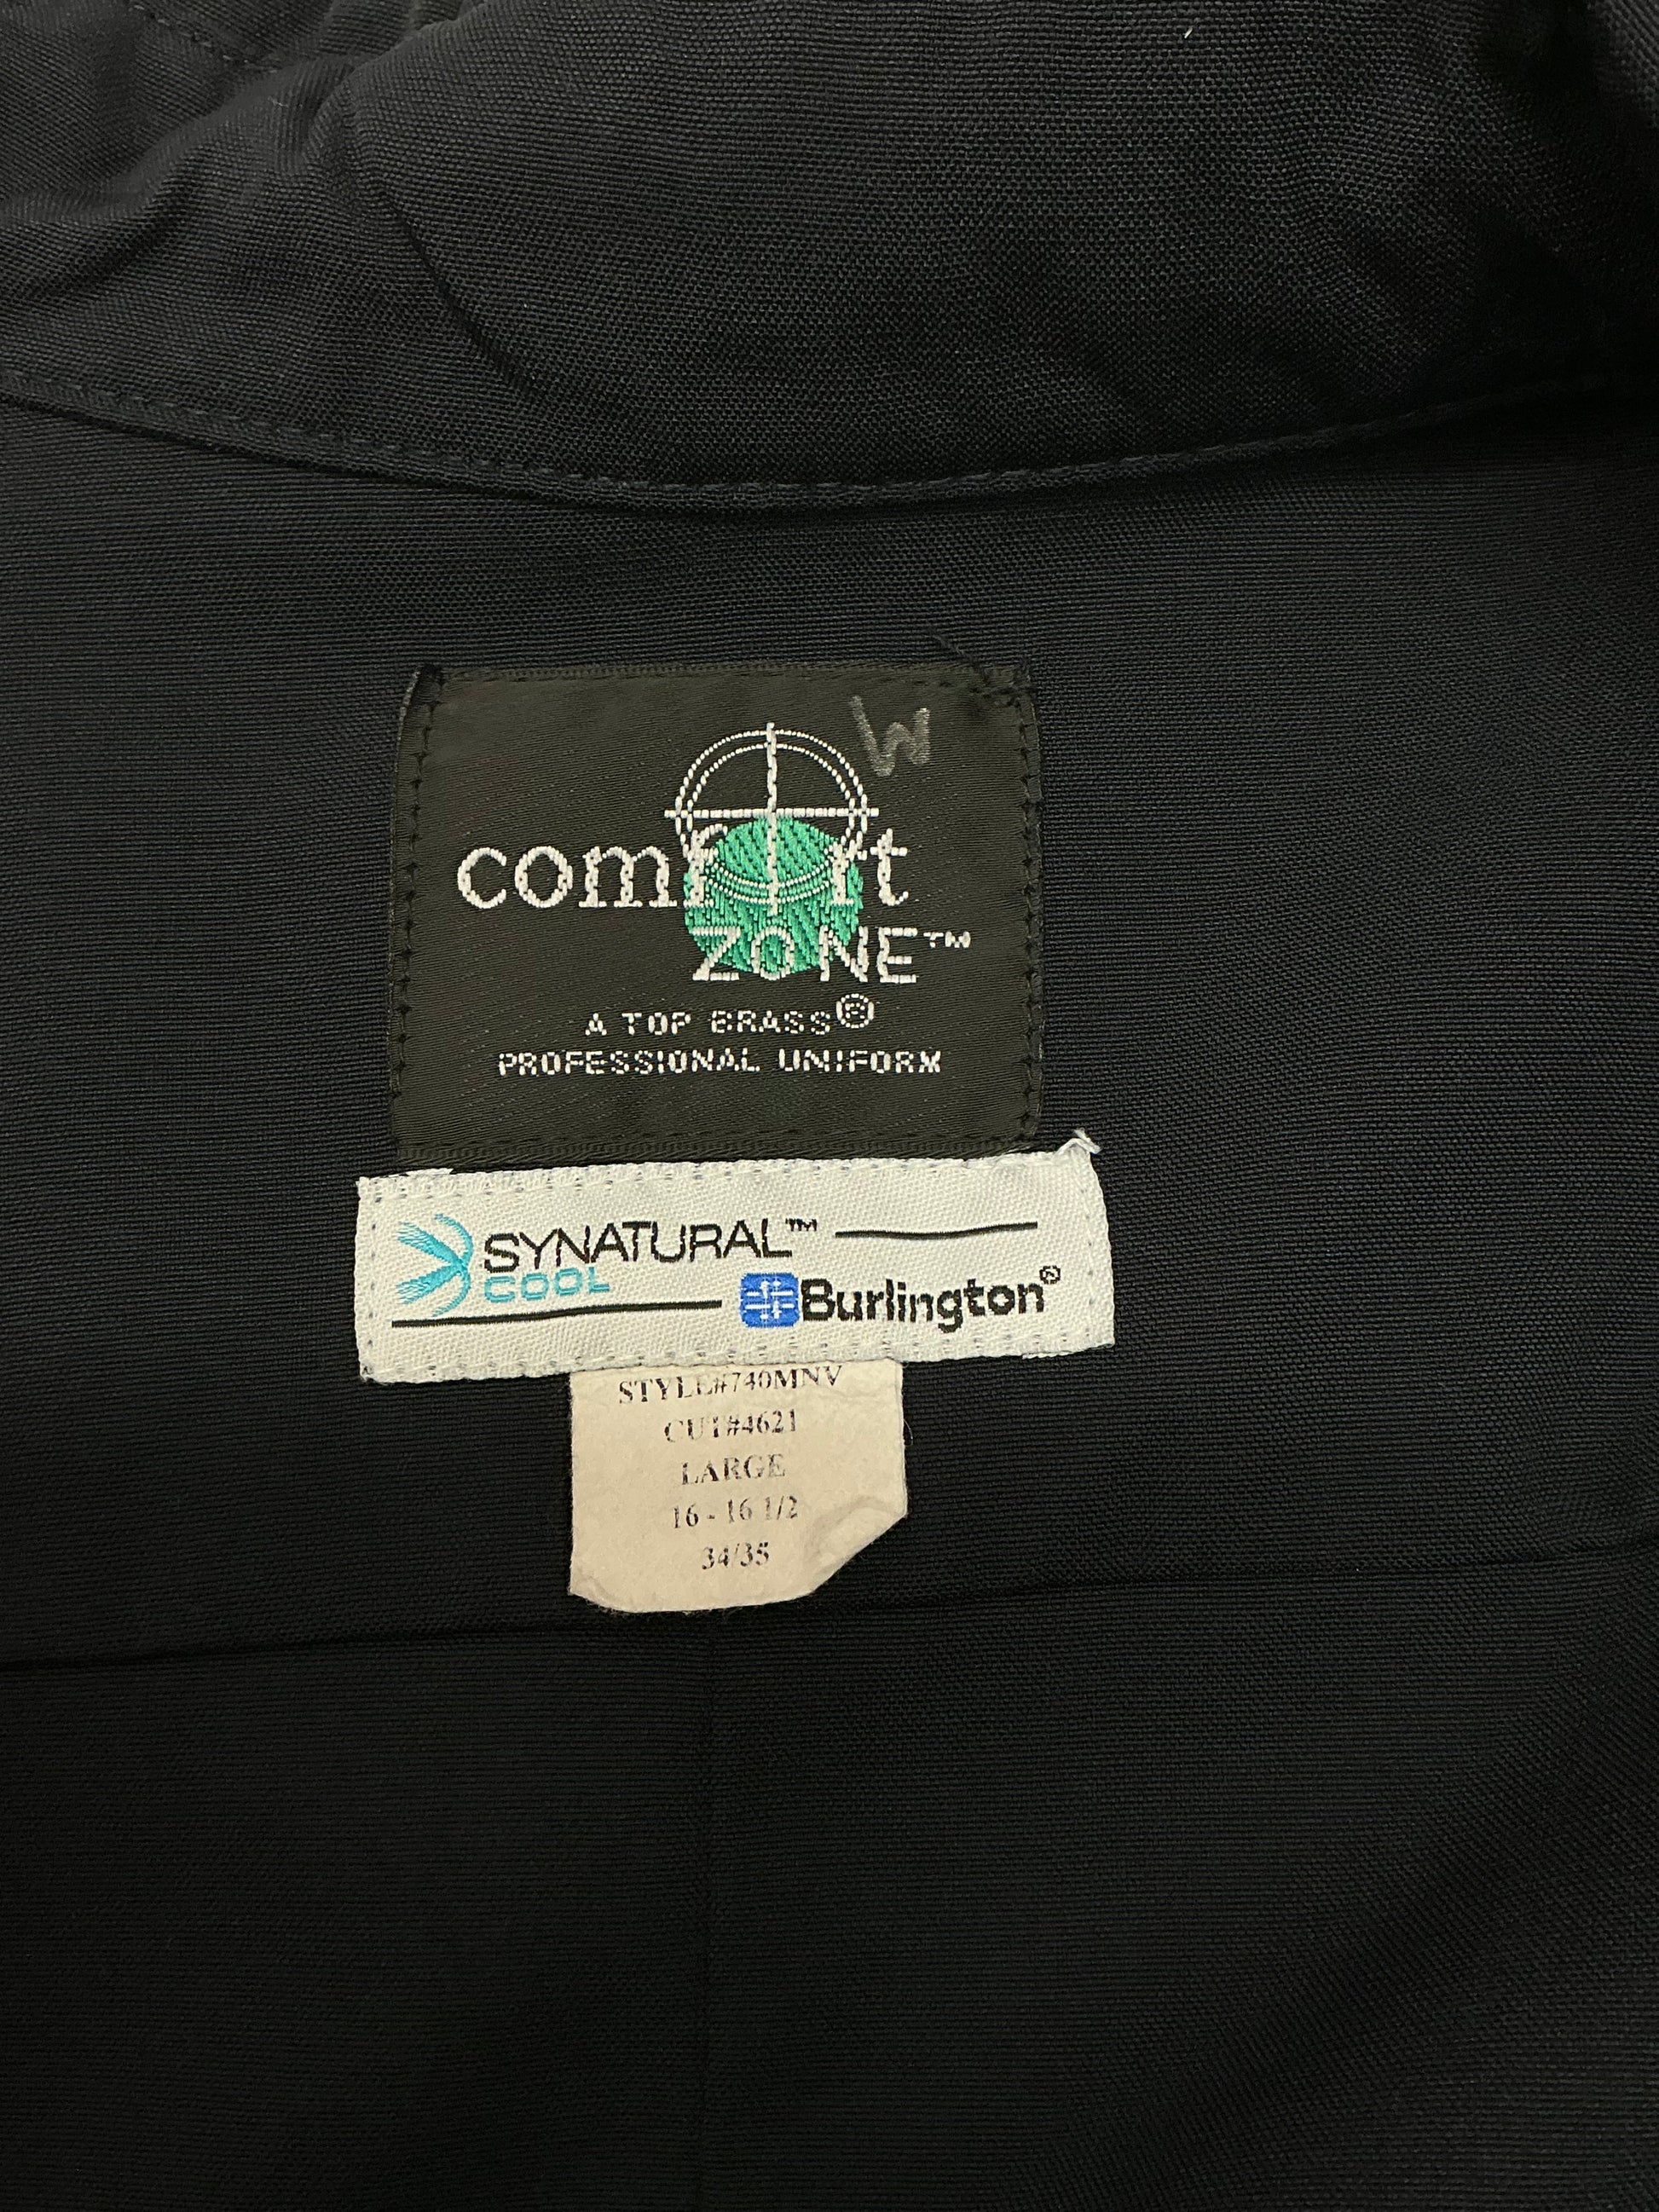 W
comfort
ZONE™
A TOP BRASS®
PROFESSIONAL UNIFORM
SYNATURAL™
COOL
Burlington®
STYLE#740MNV
CUT#4621
LARGE
16 - 16 1/2
34/35